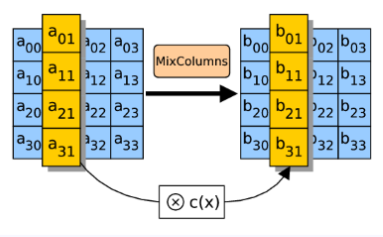 a01 b01
a00 a02 a03 MixColumns b00 b02 b03
a11 b11
a10 a12 a13 b10 b12 b13
a21 b21
a20 a22 a23 b20 b22 b23
a31 b31
a30 a32 a33 b30 b32 b33
⊗ c(x)